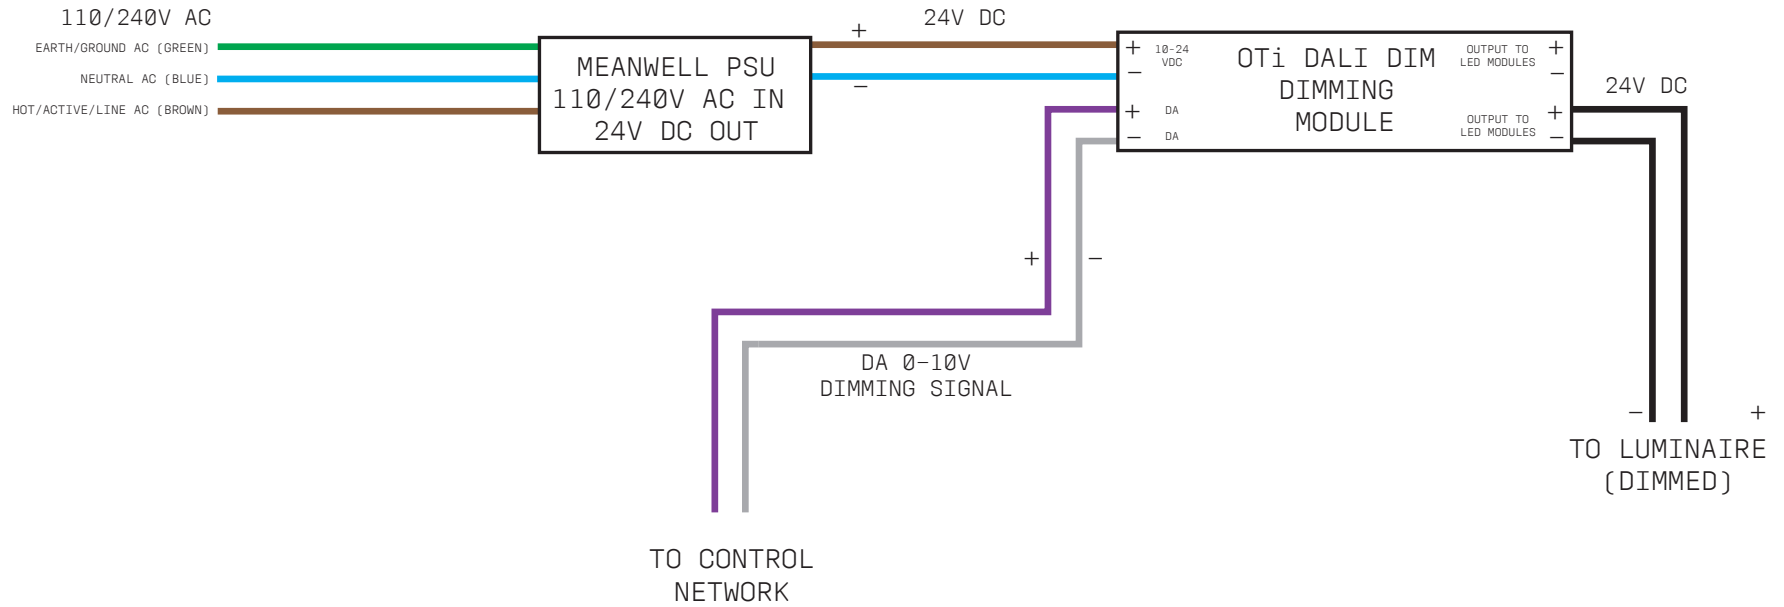 110/240V AC
EARTH/GROUND AC (GREEN)
NEUTRAL AC (BLUE)
HOT/ACTIVE/LINE AC (BROWN)
MEANWELL PSU
110/240V AC IN
24V DC OUT
24V DC
+
−
+
−
10-24
VDC
+
DA
−
DA
OTi DALI DIM
DIMMING
MODULE
OUTPUT TO
LED MODULES
+
−
OUTPUT TO
LED MODULES
+
−
24V DC
+
−
DA 0-10V
DIMMING SIGNAL
TO CONTROL
NETWORK
−
+
TO LUMINAIRE
(DIMMED)